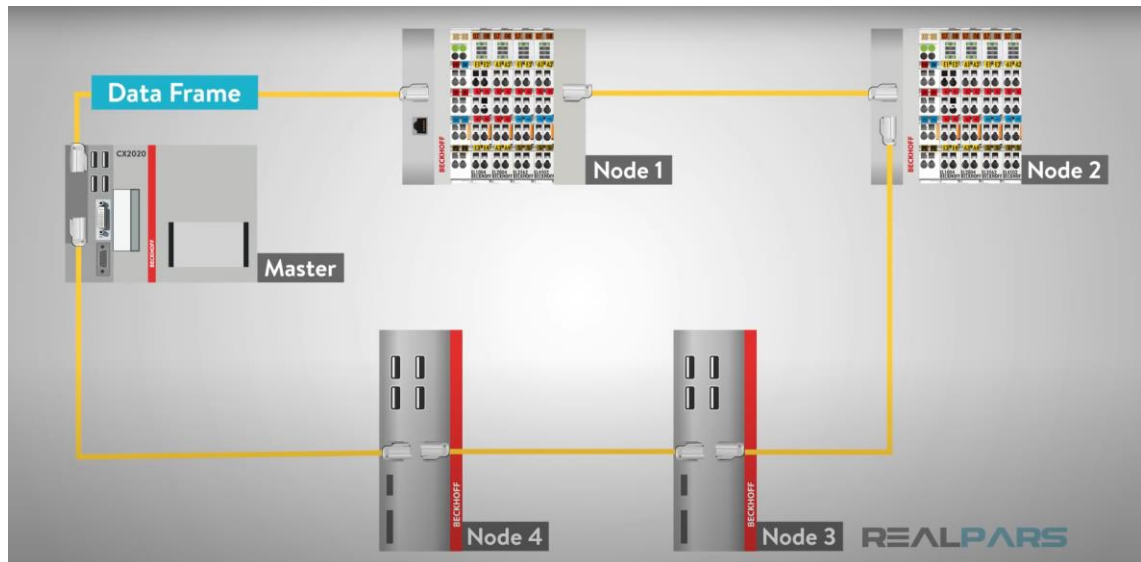 Data Frame
CX2020
BECKHOFF
Master
BECKHOFF
Node 1
Node 2
BECKHOFF
BECKHOFF
Node 4
BECKHOFF
Node 3
REALPARS